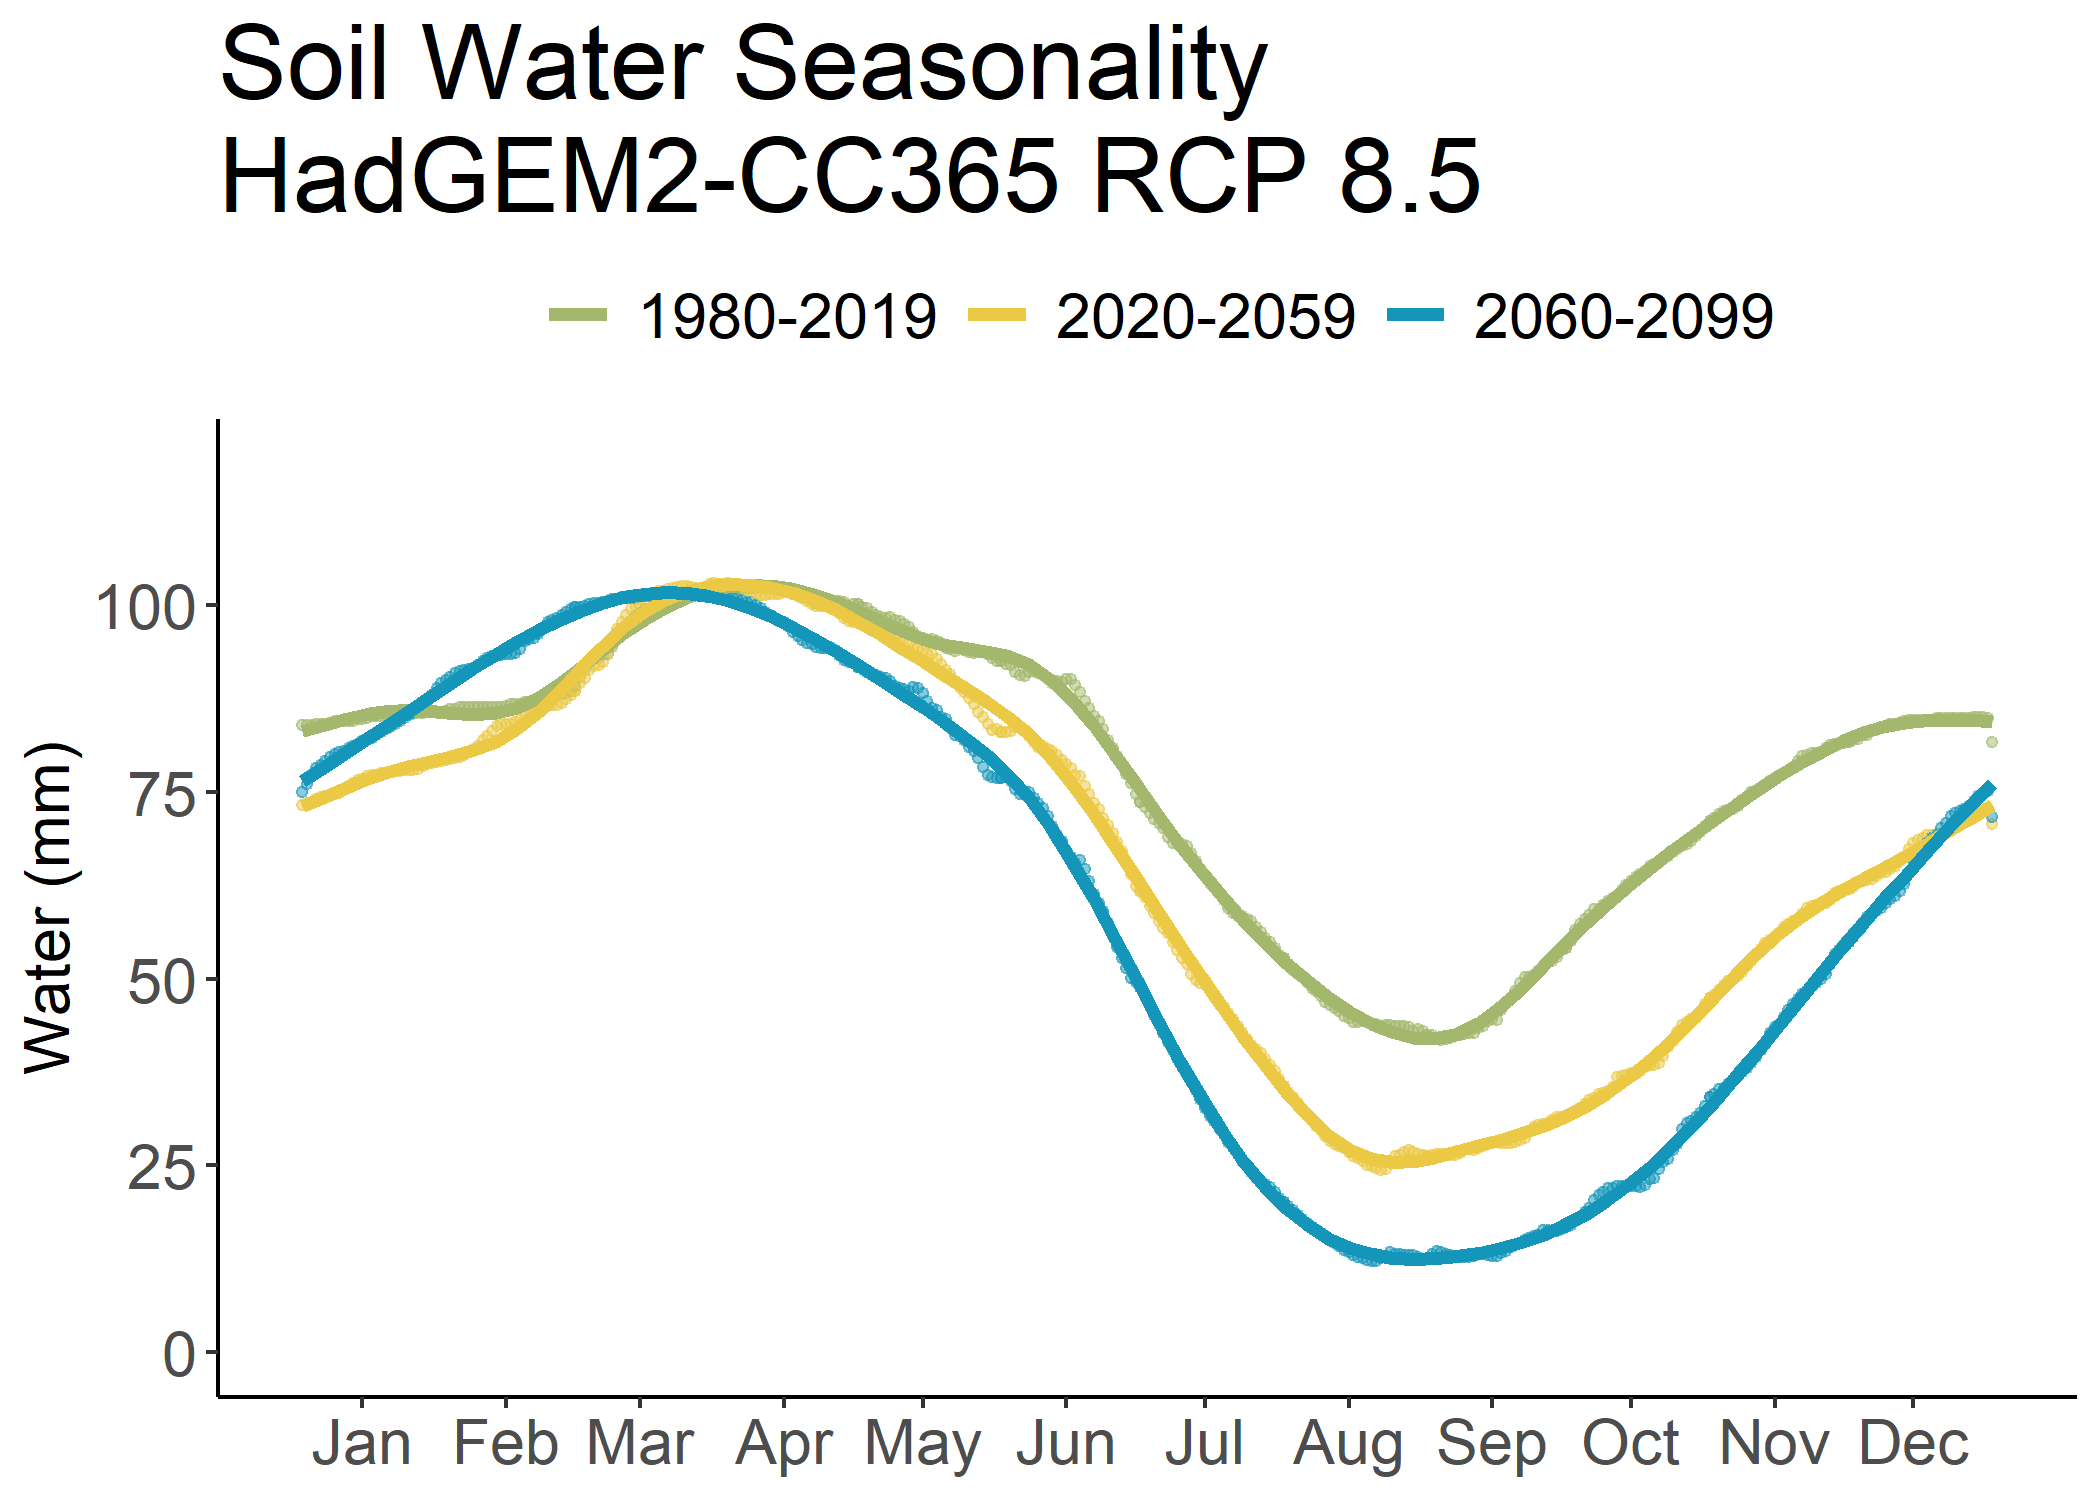 Soil Water Seasonality
HadGEM2-CC365 RCP 8.5
1980-2019 2020-2059 2060-2099
Water (mm)
100
75
50
25
0
Jan Feb Mar Apr May Jun Jul Aug Sep Oct Nov Dec